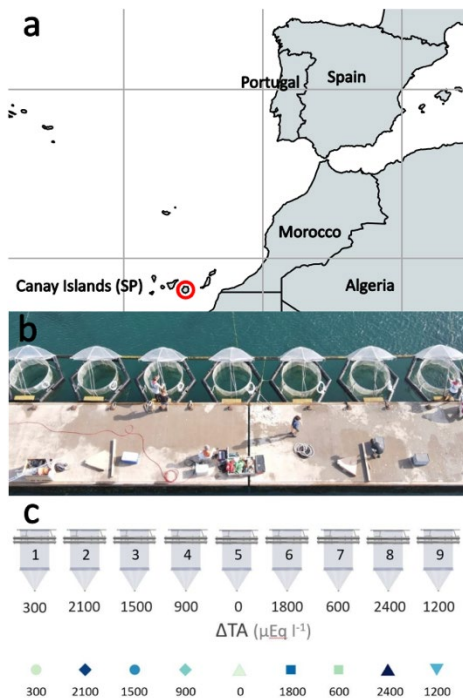 a
Portugal
Spain
Morocco
Canay Islands (SP)
Algeria
b
c
1 2 3 4 5 6 7 8 9
300 2100 1500 900 0 1800 600 2400 1200
ΔTA (µEq l⁻¹)
300 2100 1500 900 0 1800 600 2400 1200